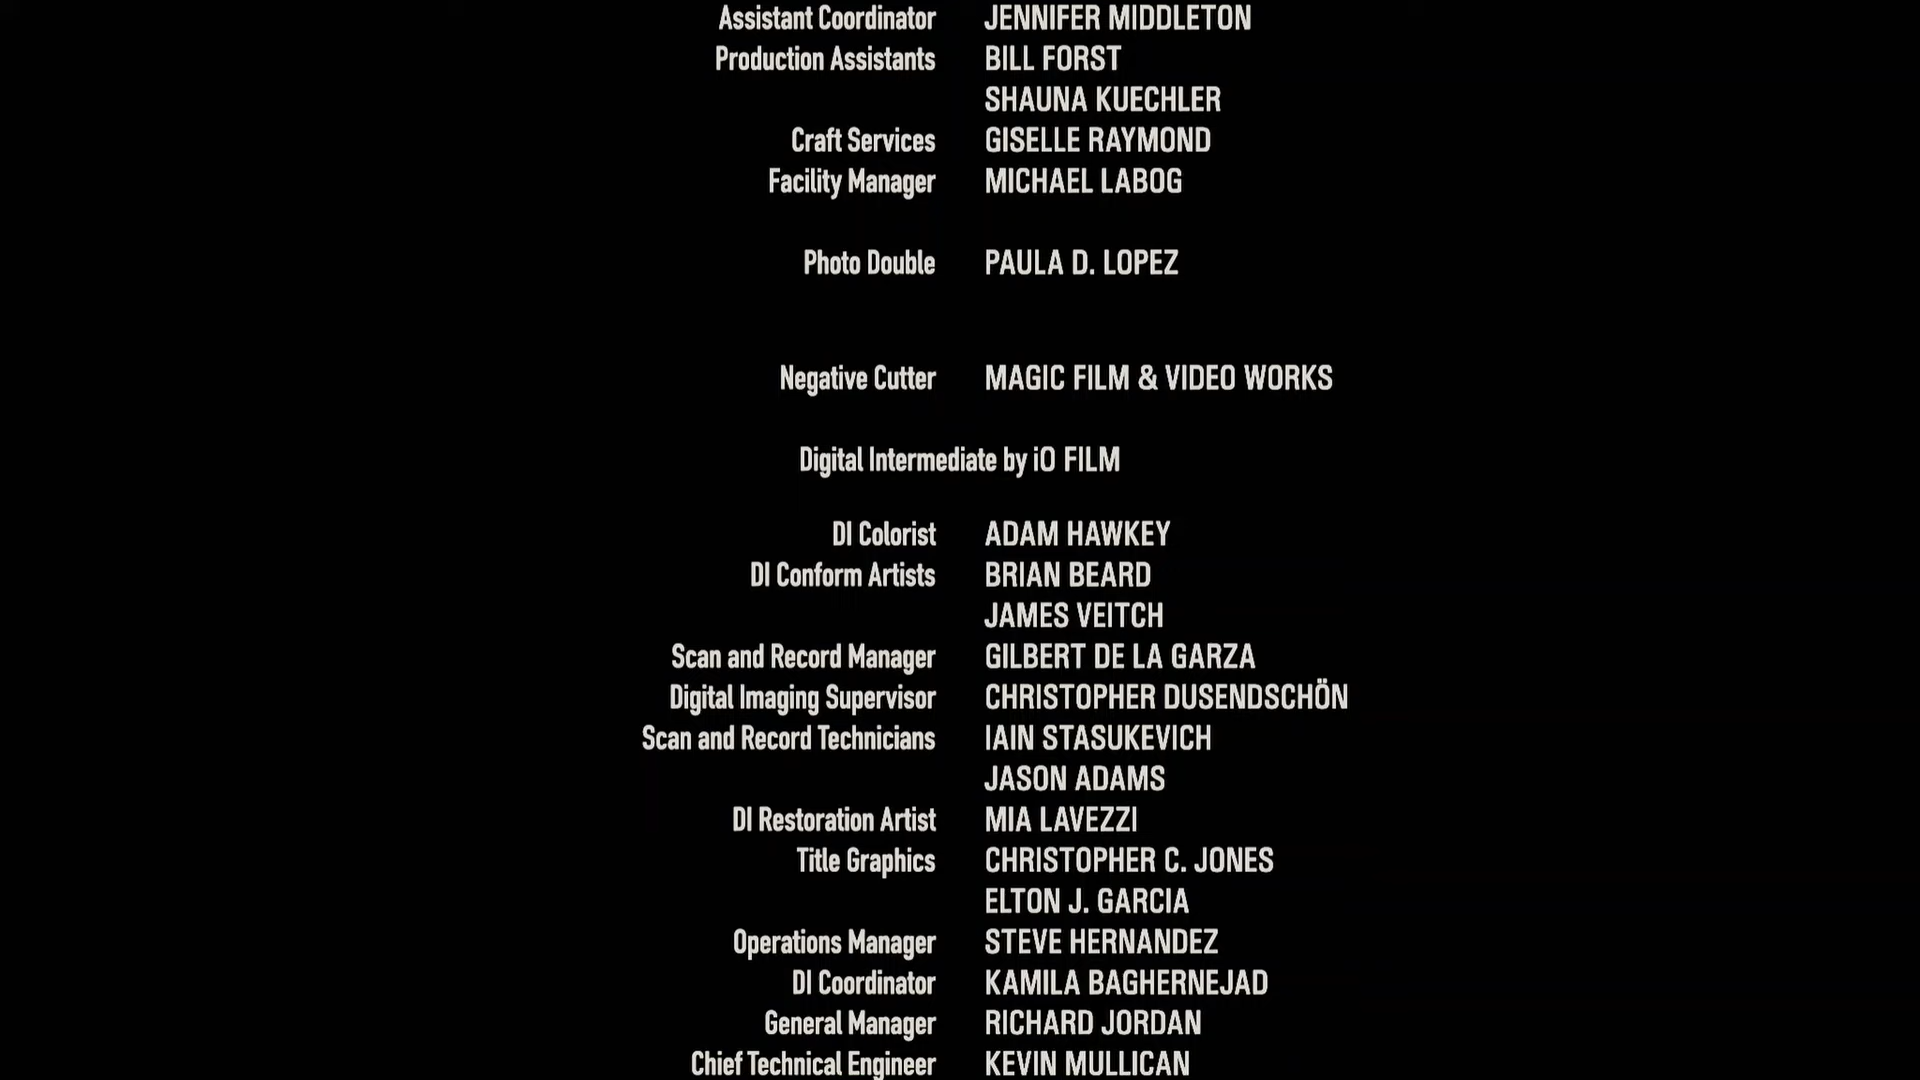 Assistant Coordinator JENNIFER MIDDLETON
Production Assistants BILL FORST
SHAUNA KUECHLER
Craft Services GISELLE RAYMOND
Facility Manager MICHAEL LABOG
Photo Double PAULA D. LOPEZ
Negative Cutter MAGIC FILM & VIDEO WORKS
Digital Intermediate by iO FILM
DI Colorist ADAM HAWKEY
DI Conform Artists BRIAN BEARD
JAMES VEITCH
Scan and Record Manager GILBERT DE LA GARZA
Digital Imaging Supervisor CHRISTOPHER DUSENDSCHÖN
Scan and Record Technicians IAIN STASUKEVICH
JASON ADAMS
DI Restoration Artist MIA LAVEZZI
Title Graphics CHRISTOPHER C. JONES
ELTON J. GARCIA
Operations Manager STEVE HERNANDEZ
DI Coordinator KAMILA BAGHERNEJAD
General Manager RICHARD JORDAN
Chief Technical Engineer KEVIN MULLICAN